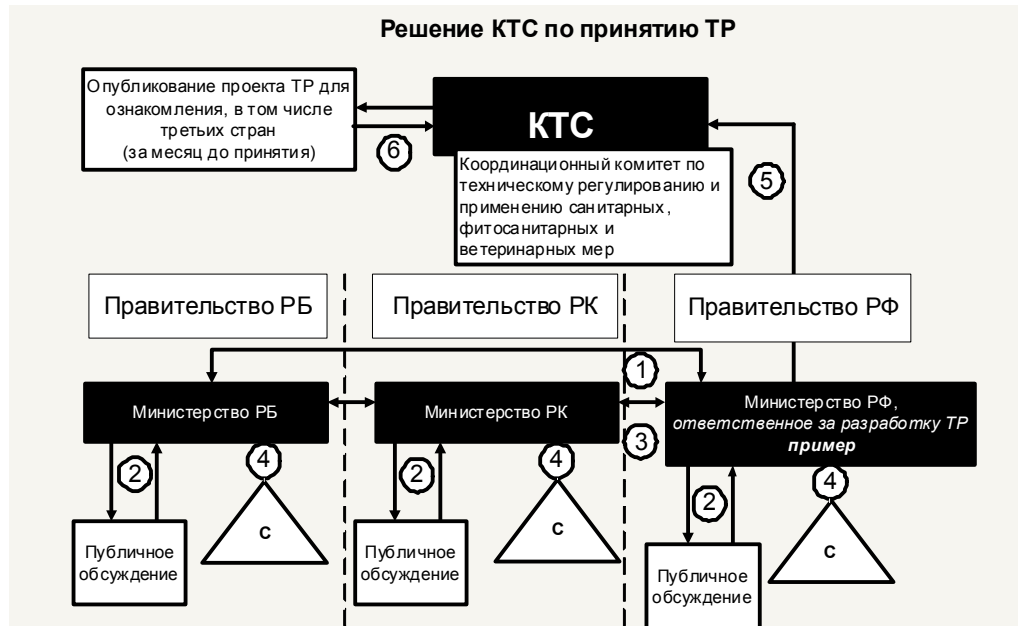 Решение КТС по принятию ТР
Опубликование проекта ТР для
ознакомления, в том числе
третьих стран
(за месяц до принятия)
6
КТС
Координационный комитет по
техническому регулированию и
применению санитарных,
фитосанитарных и
ветеринарных мер
5
Правительство РБ
Правительство РК
Правительство РФ
1
Министерство РБ
Министерство РК
Министерство РФ,
ответственное за разработку ТР
пример
3
2
4
2
4
2
4
С
С
С
Публичное
обсуждение
Публичное
обсуждение
Публичное
обсуждение